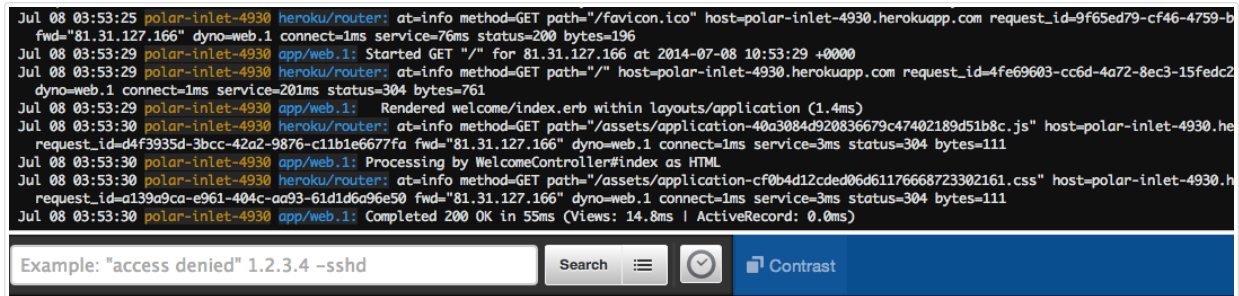 Jul 08 03:53:25 polar-inlet-4930 heroku/router: at=info method=GET path="/favicon.ico" host=polar-inlet-4930.herokuapp.com request_id=9f65ed79-cf46-4759-b
fwd="81.31.127.166" dyno=web.1 connect=1ms service=76ms status=200 bytes=196
Jul 08 03:53:29 polar-inlet-4930 app/web.1: Started GET "/" for 81.31.127.166 at 2014-07-08 10:53:29 +0000
Jul 08 03:53:29 polar-inlet-4930 heroku/router: at=info method=GET path="/" host=polar-inlet-4930.herokuapp.com request_id=4fe69603-cc6d-4a72-8ec3-15fedc2
dyno=web.1 connect=1ms service=201ms status=304 bytes=761
Jul 08 03:53:29 polar-inlet-4930 app/web.1: Rendered welcome/index.erb within layouts/application (1.4ms)
Jul 08 03:53:30 polar-inlet-4930 heroku/router: at=info method=GET path="/assets/application-40a3084d920836679c47402189d51b8c.js" host=polar-inlet-4930.he
request_id=d4f3935d-3bcc-42a2-9876-c11b1e6677fa fwd="81.31.127.166" dyno=web.1 connect=1ms service=3ms status=304 bytes=111
Jul 08 03:53:30 polar-inlet-4930 app/web.1: Processing by WelcomeController#index as HTML
Jul 08 03:53:30 polar-inlet-4930 heroku/router: at=info method=GET path="/assets/application-cf0b4d12cded06d61176668723302161.css" host=polar-inlet-4930.h
request_id=a139a9ca-e961-404c-aa93-61d1d6a96e50 fwd="81.31.127.166" dyno=web.1 connect=1ms service=3ms status=304 bytes=111
Jul 08 03:53:30 polar-inlet-4930 app/web.1: Completed 200 OK in 55ms (Views: 14.8ms | ActiveRecord: 0.0ms)
Example: "access denied" 1.2.3.4 -sshd Search Contrast